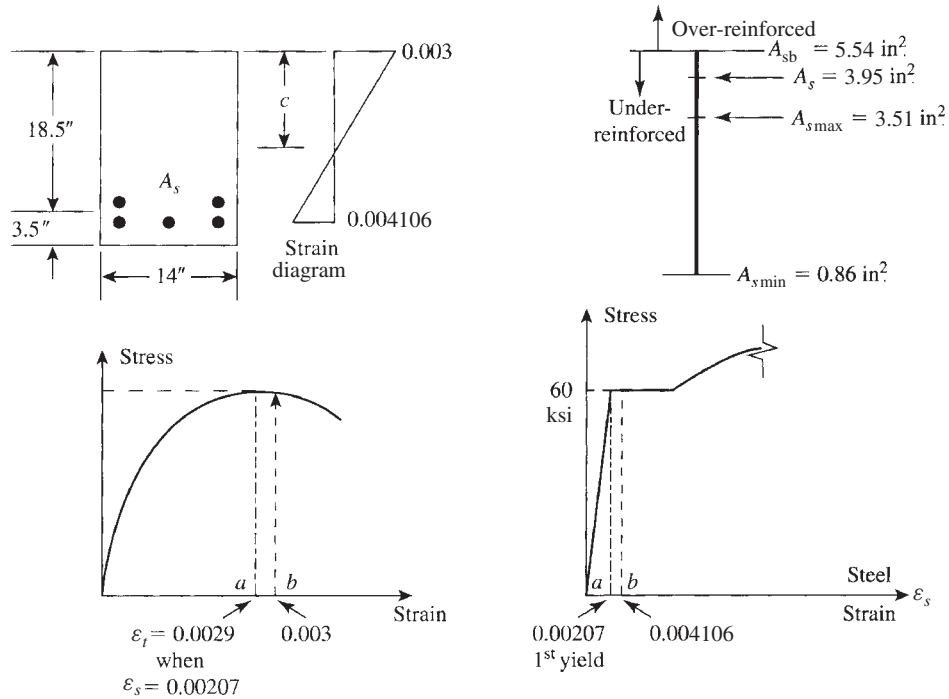 18.5"
3.5"
A_s
14"
c
0.003
0.004106
Strain
diagram
Over-reinforced
A_sb = 5.54 in².
A_s = 3.95 in²
Under-
reinforced
A_smax = 3.51 in²
A_smin = 0.86 in².
Stress
a
b
Strain
ε_t = 0.0029
when
ε_s = 0.00207
0.003
Stress
60
ksi
a
b
Steel
Strain
ε_s
0.00207
1st yield
0.004106